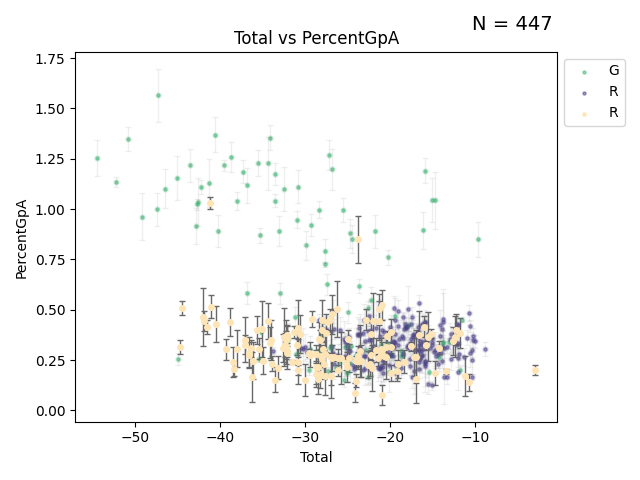 N = 447
Total vs PercentGpA
1.75
1.50
1.25
1.00
0.75
0.50
0.25
0.00
PercentGpA
−50
−40
−30
−20
−10
Total
G
R
R